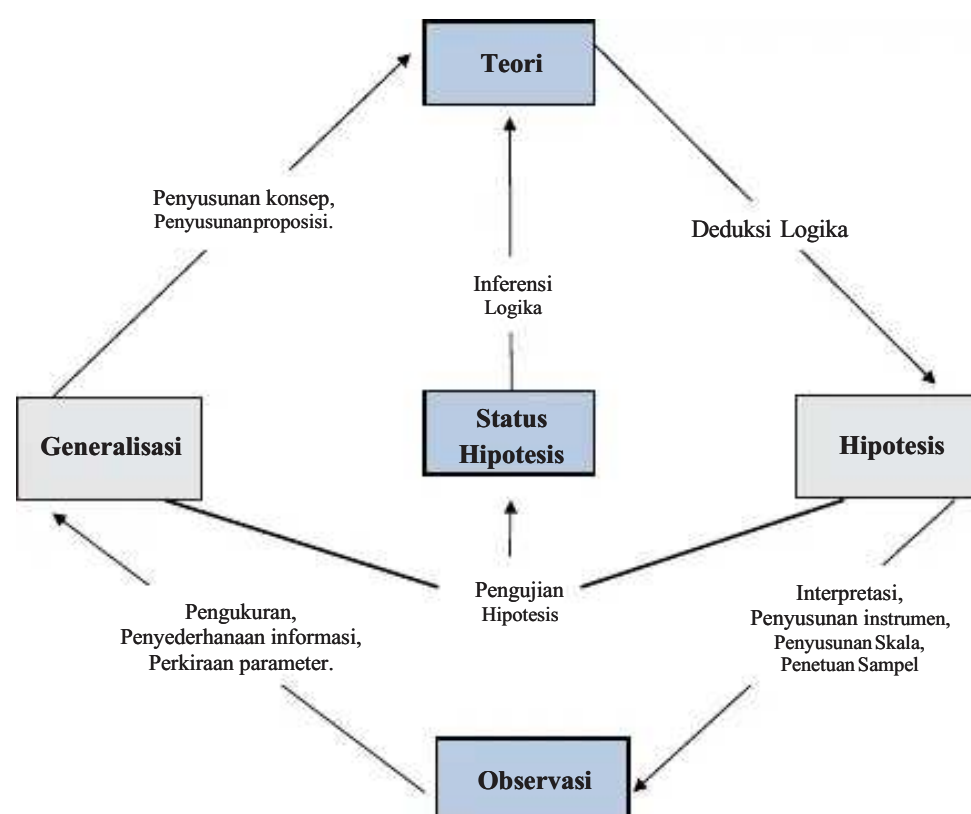 Teori
Penyusunan konsep,
Penyusunanproposisi.
Deduksi Logika
Inferensi
Logika
Generalisasi
Status
Hipotesis
Hipotesis
Pengujian
Hipotesis
Pengukuran,
Penyederhanaan informasi,
Perkiraan parameter.
Interpretasi,
Penyusunan instrumen,
Penyusunan Skala,
Penetuan Sampel
Observasi